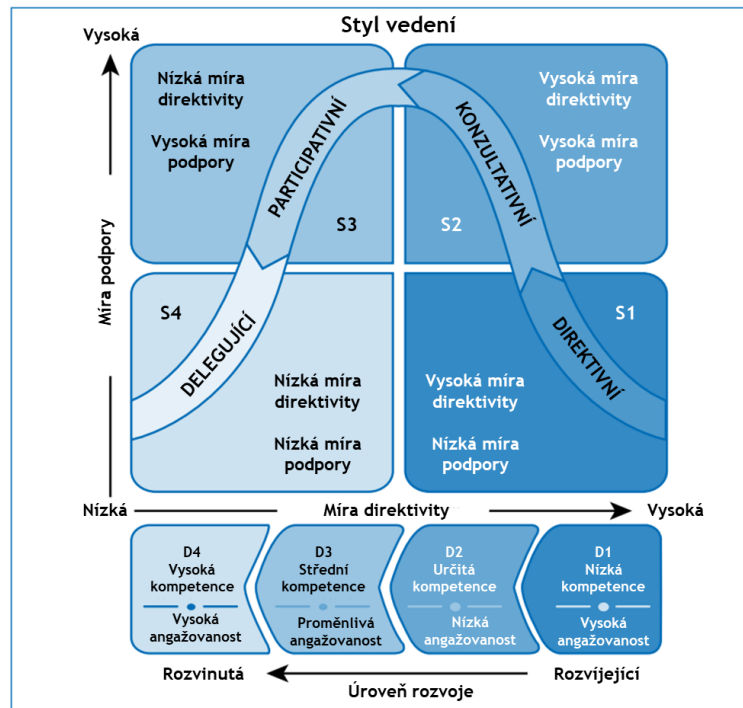 Styl vedení
Vysoká
Nízká míra
direktivity
Vysoká míra
podpory
PARTICIPATIVNÍ
S3
KONZULTATIVNÍ
S2
Vysoká míra
direktivity
Vysoká míra
podpory
Míra podpory
S4
DELEGUJÍCÍ
Nízká míra
direktivity
Nízká míra
podpory
Vysoká míra
direktivity
Nízká míra
podpory
DIREKTIVNÍ
S1
Nízká
Míra direktivity
Vysoká
D4
Vysoká
kompetence
Vysoká
angažovanost
D3
Střední
kompetence
Proměnlivá
angažovanost
D2
Určitá
kompetence
Nízká
angažovanost
D1
Nízká
kompetence
Vysoká
angažovanost
Rozvinutá
Úroveň rozvoje
Rozvíjející